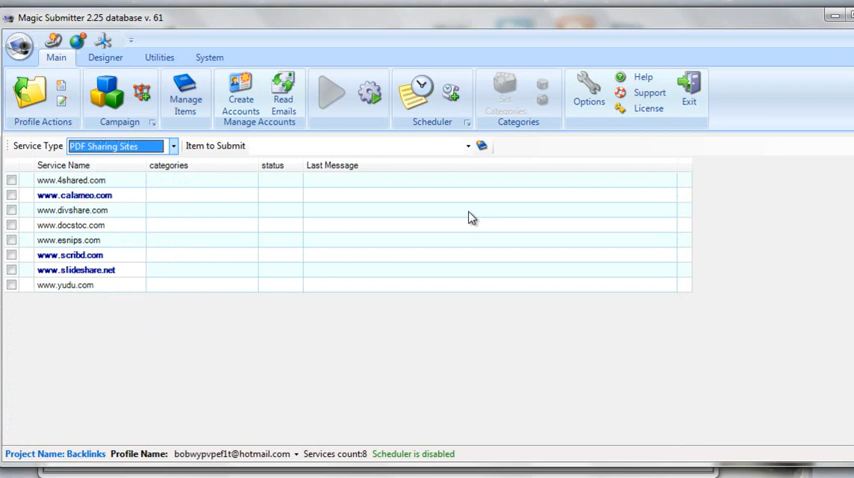 Magic Submitter 2.25 database v. 61
Main Designer Utilities System
Manage Items
Create Accounts
Read Emails
Set Categories
Options
Help
Support
License
Exit
Profile Actions Campaign Manage Accounts Scheduler Categories
Service Type PDF Sharing Sites Item to Submit
Service Name categories status Last Message
www.4shared.com
www.calameo.com
www.divshare.com
www.docstoc.com
www.esnips.com
www.scribd.com
www.slideshare.net
www.yudu.com
Project Name: Backlinks Profile Name: bobwypvpef1t@hotmail.com Services count:8 Scheduler is disabled